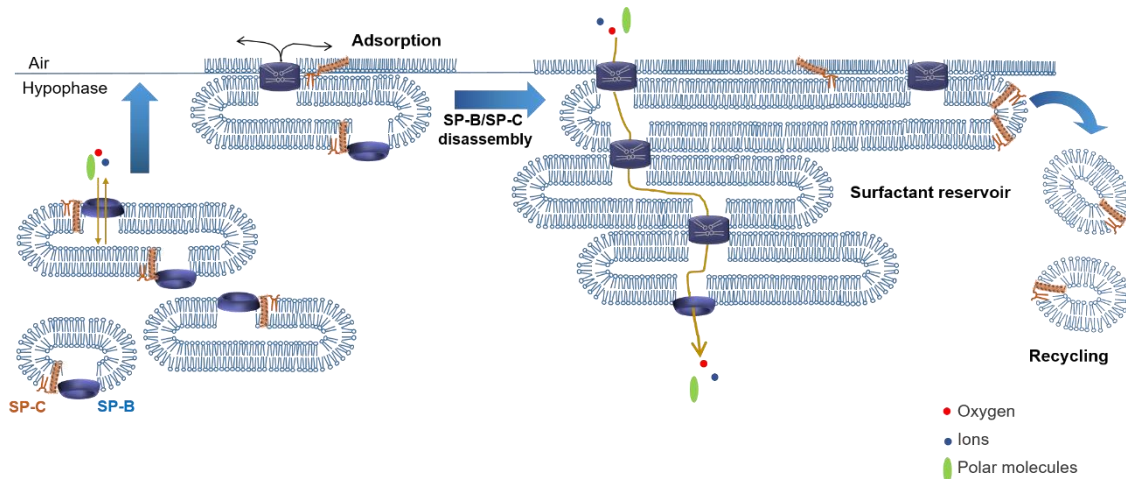 Adsorption
Air
Hypophase
SP-B/SP-C
disassembly
Surfactant reservoir
Recycling
SP-C
SP-B
Oxygen
Ions
Polar molecules